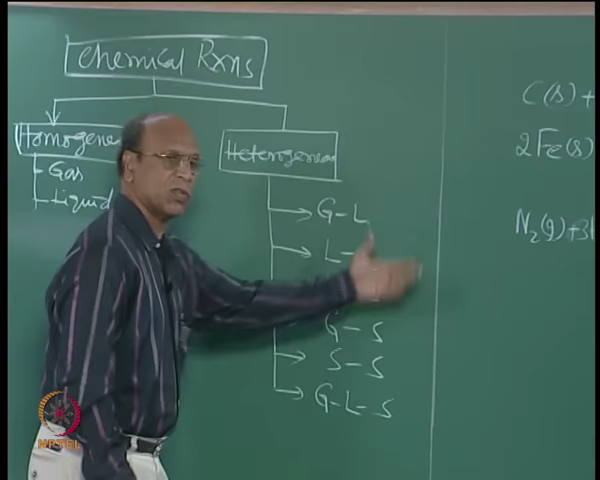 Chemical Rxns
Homogene
Heterogeneous
Gas
Liquid
G-L
L-
G-S
S-S
G-L-S
C(s)+
2Fe(s)
N₂(g)+3
NPTEL